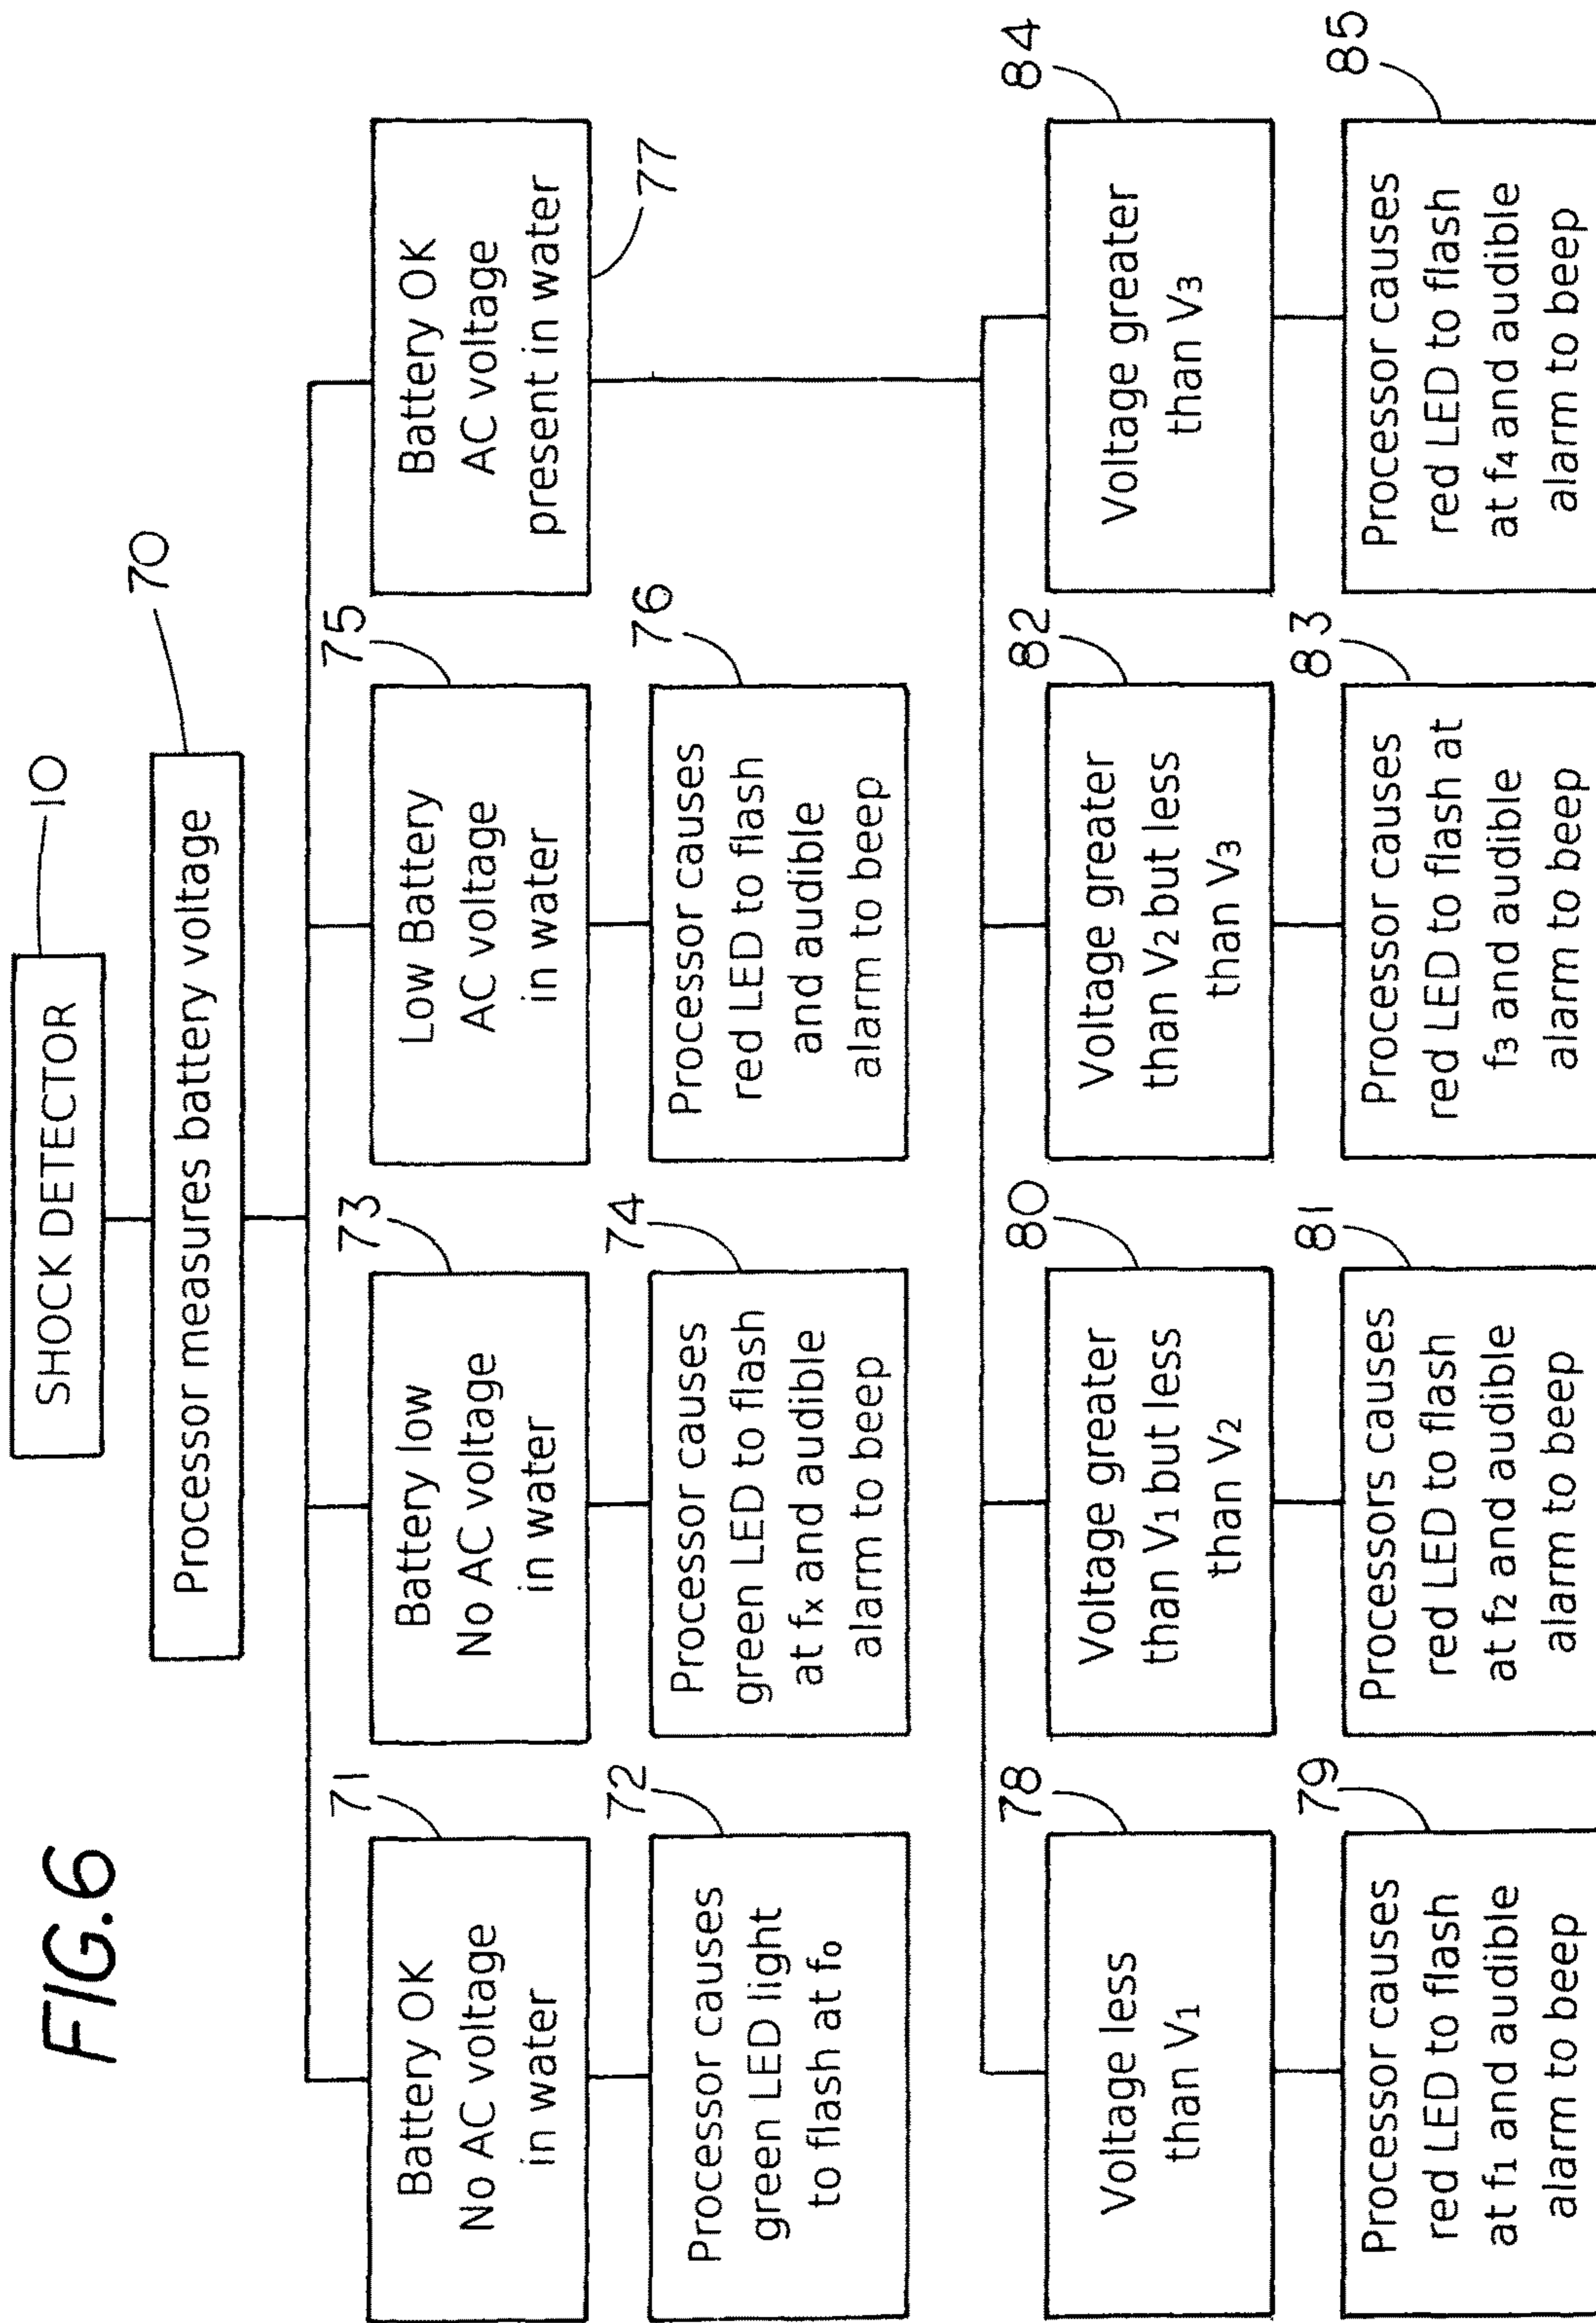 FIG.6
SHOCK DETECTOR
10
Processor measures battery voltage
70
Battery OK
No AC voltage
in water
71
Processor causes
green LED light
to flash at f₀
72
Battery low
No AC voltage
in water
73
Processor causes
green LED to flash
at fₓ and audible
alarm to beep
74
Low Battery
AC voltage
in water
75
Processor causes
red LED to flash
and audible
alarm to beep
76
Battery OK
AC voltage
present in water
77
Voltage less
than V₁
78
Processor causes
red LED to flash
at f₁ and audible
alarm to beep
79
Voltage greater
than V₁ but less
than V₂
80
Processors causes
red LED to flash
at f₂ and audible
alarm to beep
81
Voltage greater
than V₂ but less
than V₃
82
Processor causes
red LED to flash at
f₃ and audible
alarm to beep
83
Voltage greater
than V₃
84
Processor causes
red LED to flash
at f₄ and audible
alarm to beep
85